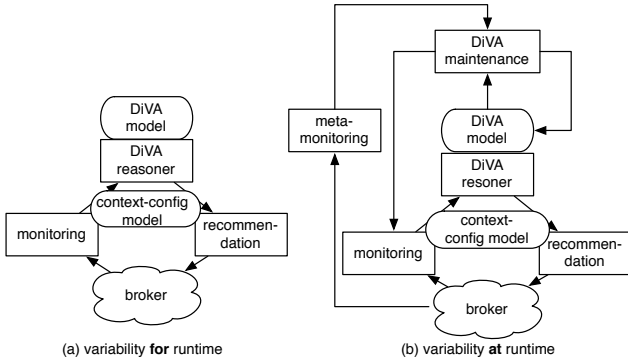 DiVA
model
DiVA
reasoner
context-config
model
monitoring
recommen-
dation
broker
(a) variability for runtime
DiVA
maintenance
meta-
monitoring
DiVA
model
DiVA
resoner
context-
config model
monitoring
recommen-
dation
broker
(b) variability at runtime